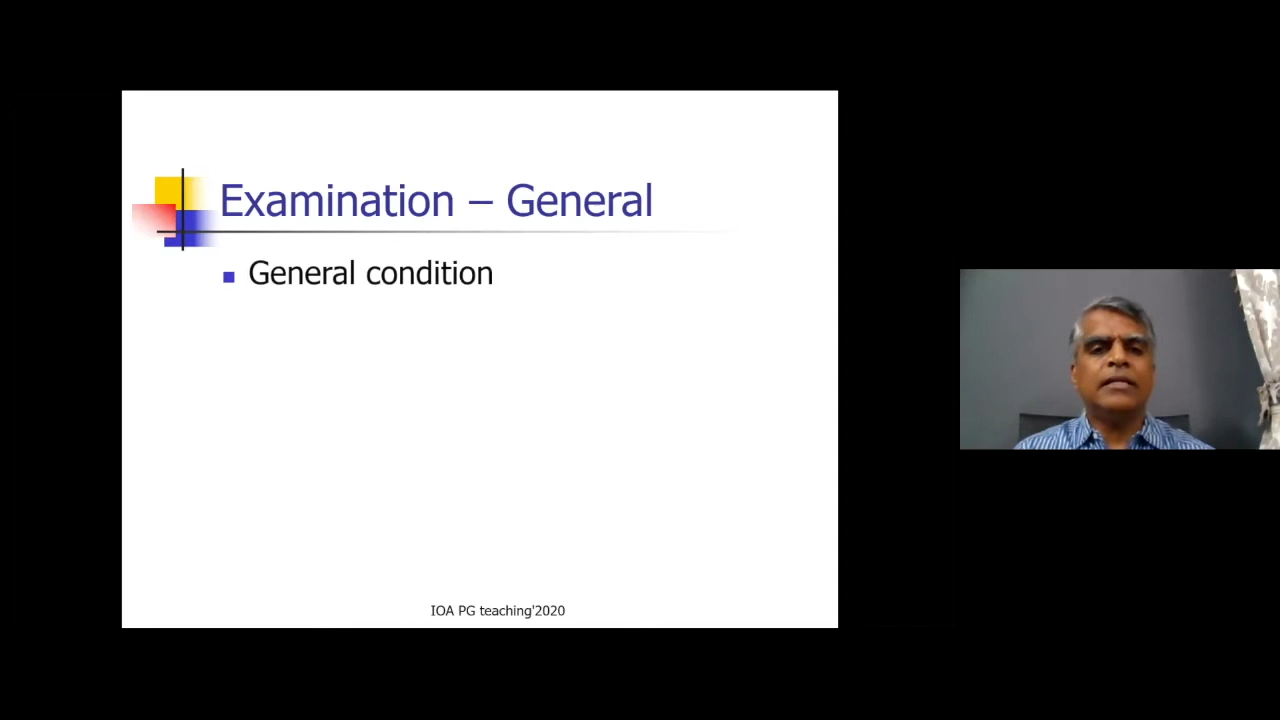 Examination – General
General condition
IOA PG teaching'2020